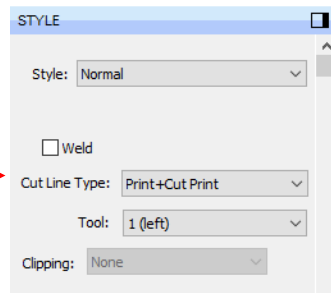 STYLE
Style: Normal
Weld
Cut Line Type: Print+Cut Print
Tool: 1 (left)
Clipping: None